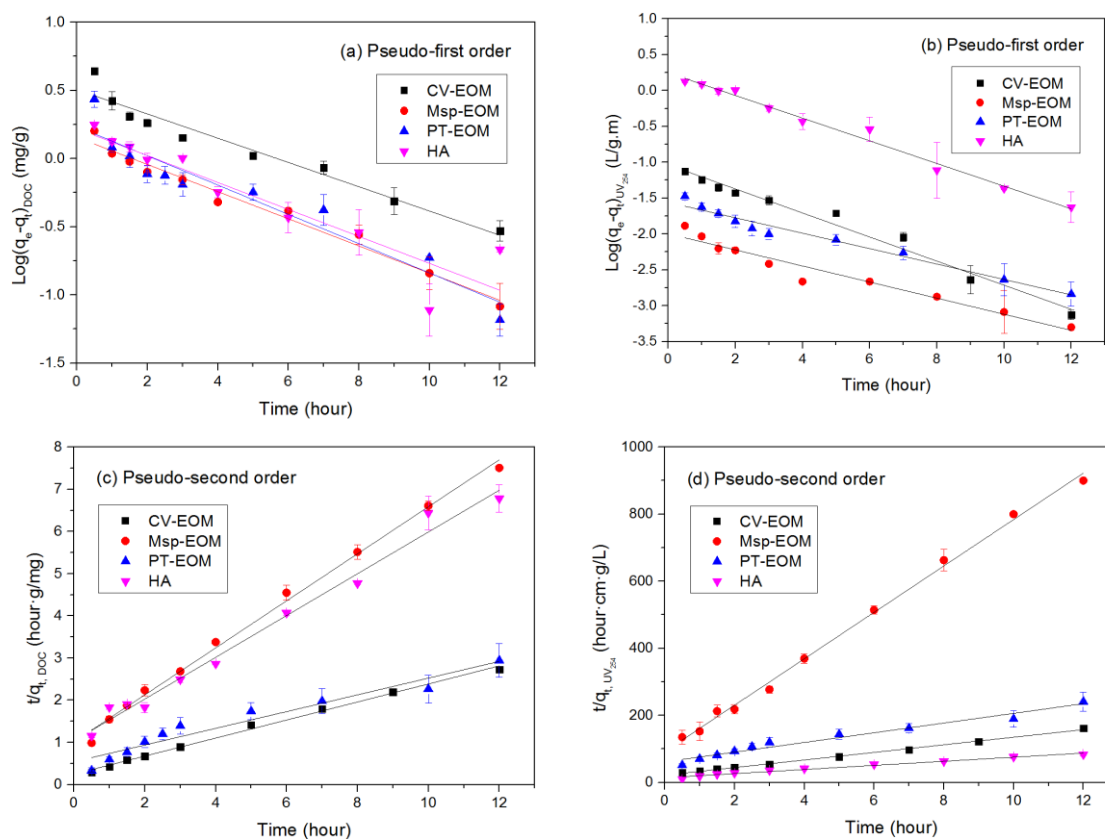 (a) Pseudo-first order
CV-EOM
Msp-EOM
PT-EOM
HA
Log(qₑ-qₜ)_DOC (mg/g)
1.0
0.5
0.0
-0.5
-1.0
-1.5
0 2 4 6 8 10 12
Time (hour)
(b) Pseudo-first order
CV-EOM
Msp-EOM
PT-EOM
HA
Log(qₑ-qₜ)_UV₂₅₄ (L/g.m)
0.5
0.0
-0.5
-1.0
-1.5
-2.0
-2.5
-3.0
-3.5
0 2 4 6 8 10 12
Time (hour)
(c) Pseudo-second order
CV-EOM
Msp-EOM
PT-EOM
HA
t/qₜ, DOC (hour·g/mg)
8
7
6
5
4
3
2
1
0
0 2 4 6 8 10 12
Time (hour)
(d) Pseudo-second order
CV-EOM
Msp-EOM
PT-EOM
HA
t/qₜ, UV₂₅₄ (hour·cm·g/L)
1000
800
600
400
200
0
0 2 4 6 8 10 12
Time (hour)